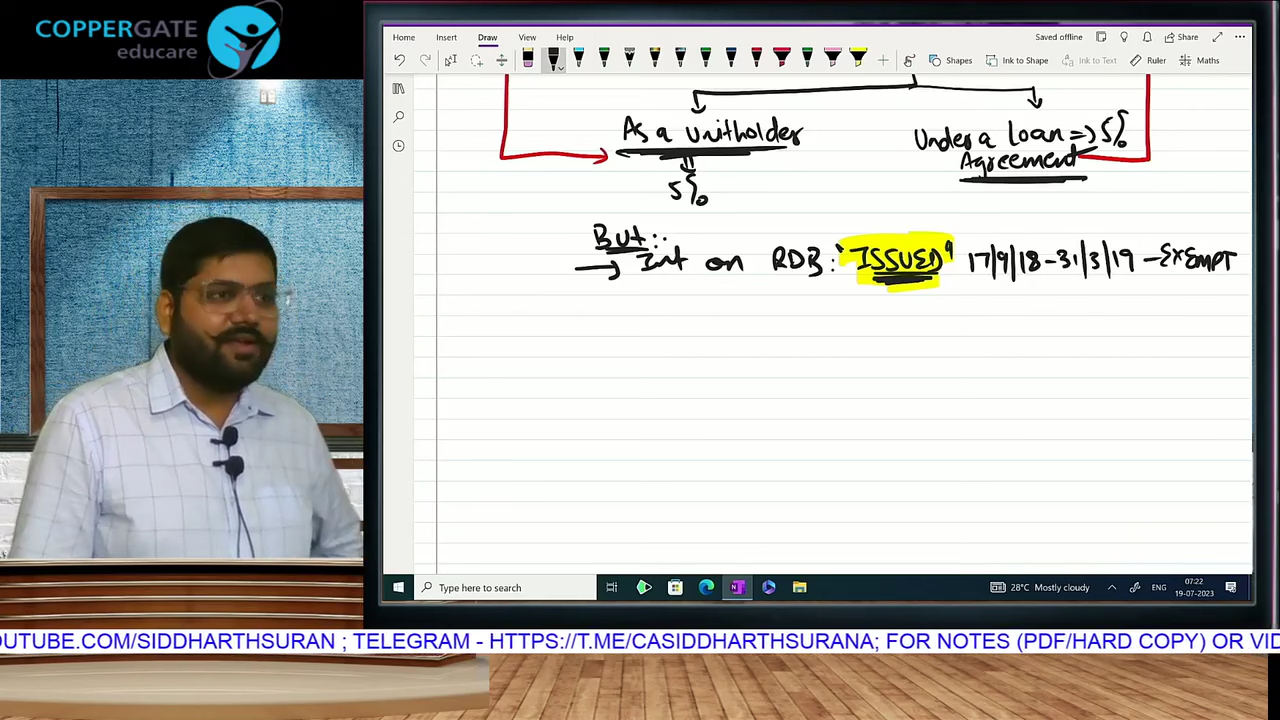 COPPERGATE
educare
Home Insert Draw View Help
Saved offline
Share
Shapes
Ink to Shape
Ink to Text
Ruler
Maths
As a unitholder
5%
Under a loan => 5%
Agreement
But:
→ Int on RDB: "ISSUED" 17/9/18-31/3/19 - EXEMPT
Type here to search
28°C Mostly cloudy
ENG
07:22
19-07-2023
OUTUBE.COM/SIDDHARTHSURAN ; TELEGRAM - HTTPS://T.ME/CASIDDHARTHSURANA; FOR NOTES (PDF/HARD COPY) OR VID